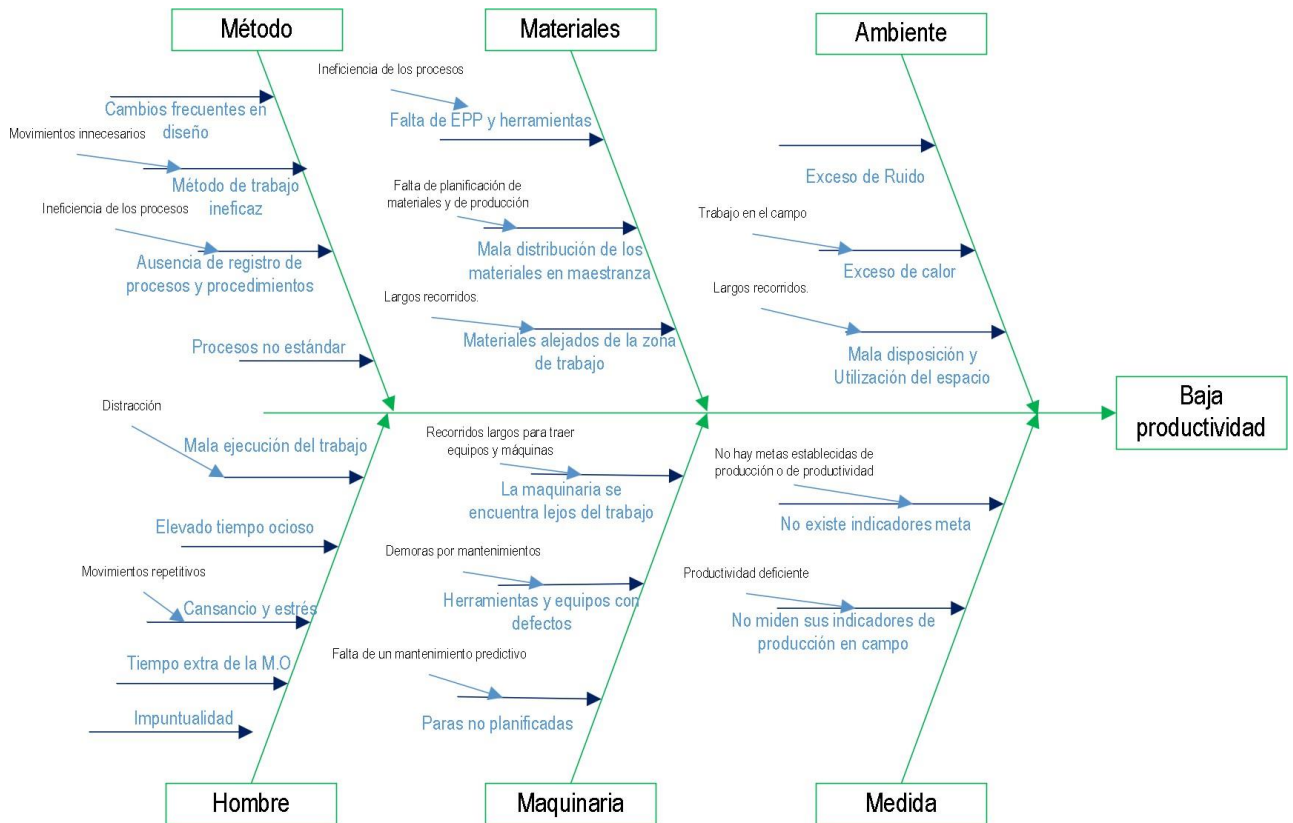 Método
Materiales
Ambiente
Cambios frecuentes en
diseño
Movimientos innecesarios
Método de trabajo
ineficaz
Ineficiencia de los procesos
Ausencia de registro de
procesos y procedimientos
Procesos no estándar
Ineficiencia de los procesos
Falta de EPP y herramientas
Falta de planificación de
materiales y de producción
Mala distribución de los
materiales en maestranza
Largos recorridos.
Materiales alejados de la zona
de trabajo
Exceso de Ruido
Trabajo en el campo
Exceso de calor
Largos recorridos.
Mala disposición y
Utilización del espacio
Baja
productividad
Distracción
Mala ejecución del trabajo
Elevado tiempo ocioso
Movimientos repetitivos
Cansancio y estrés
Tiempo extra de la M.O
Impuntualidad
Recorridos largos para traer
equipos y máquinas
La maquinaria se
encuentra lejos del trabajo
Demoras por mantenimientos
Herramientas y equipos con
defectos
Falta de un mantenimiento predictivo
Paras no planificadas
No hay metas establecidas de
producción o de productividad
No existe indicadores meta
Productividad deficiente
No miden sus indicadores de
producción en campo
Hombre
Maquinaria
Medida